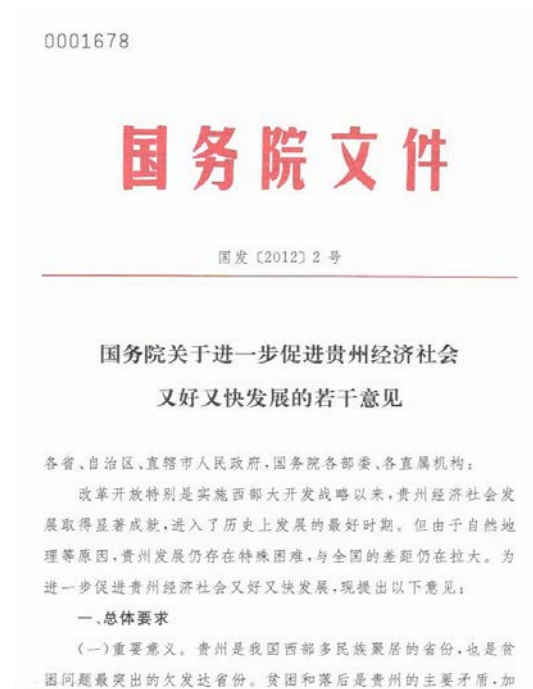 0001678
国务院文件
国发〔2012〕2号
国务院关于进一步促进贵州经济社会
又好又快发展的若干意见
各省、自治区、直辖市人民政府,国务院各部委、各直属机构:
改革开放特别是实施西部大开发战略以来,贵州经济社会发
展取得显著成就,进入了历史上发展的最好时期。但由于自然地
理等原因,贵州发展仍存在特殊困难,与全国的差距仍在拉大。为
进一步促进贵州经济社会又好又快发展,现提出以下意见:
一、总体要求
(一)重要意义。贵州是我国西部多民族聚居的省份,也是贫
困问题最突出的欠发达省份。贫困和落后是贵州的主要矛盾,加